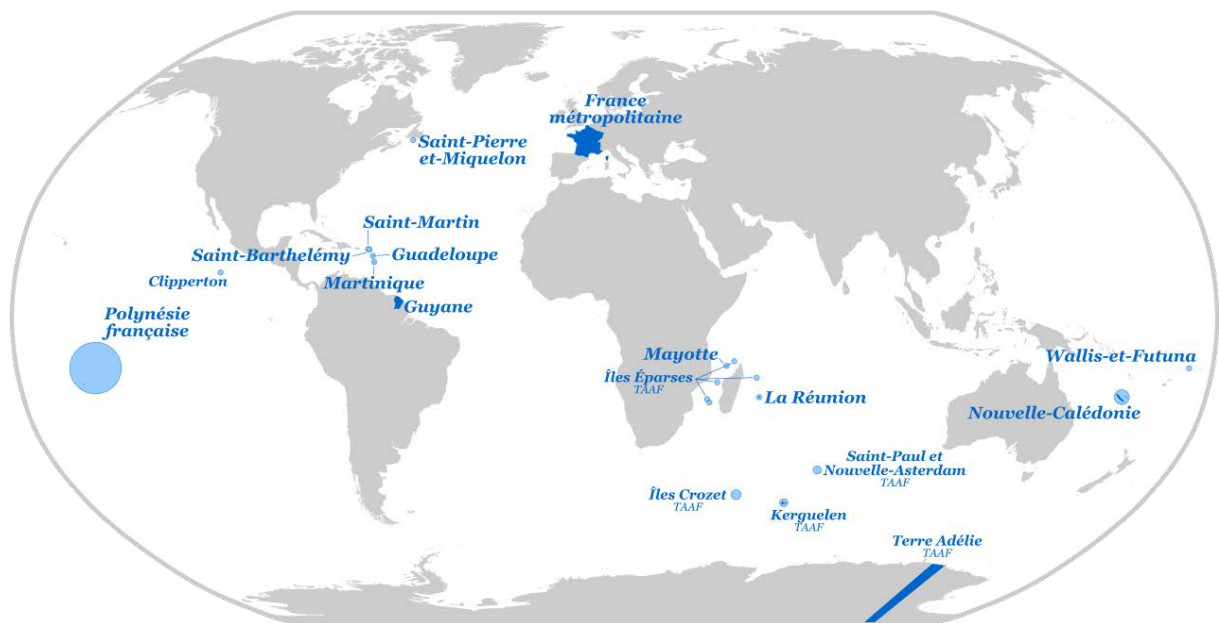 France
métropolitaine
Saint-Pierre
et-Miquelon
Saint-Martin
Saint-Barthelémy
Guadeloupe
Clipperton
Martinique
Guyane
Polynésie
française
Mayotte
Îles Éparses
TAAF
La Réunion
Wallis-et-Futuna
Nouvelle-Calédonie
Saint-Paul et
Nouvelle-Asterdam
TAAF
Îles Crozet
TAAF
Kerguelen
TAAF
Terre Adélie
TAAF